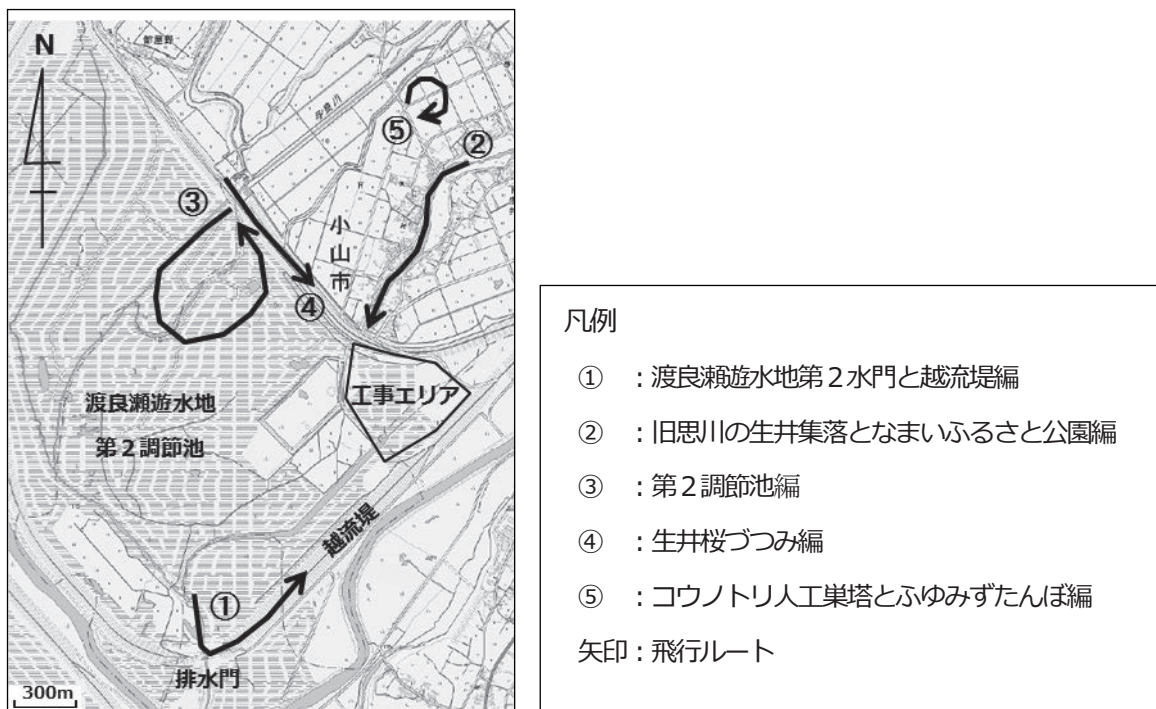 N
⑤
②
③
小山市
④
工事エリア
渡良瀬遊水地
第２調節池
越流堤
①
排水門
300m
凡例
① ：渡良瀬遊水地第２水門と越流堤編
② ：旧思川の生井集落となまいふるさと公園編
③ ：第２調節池編
④ ：生井桜づつみ編
⑤ ：コウノトリ人工巣塔とふゆみずたんぼ編
矢印：飛行ルート